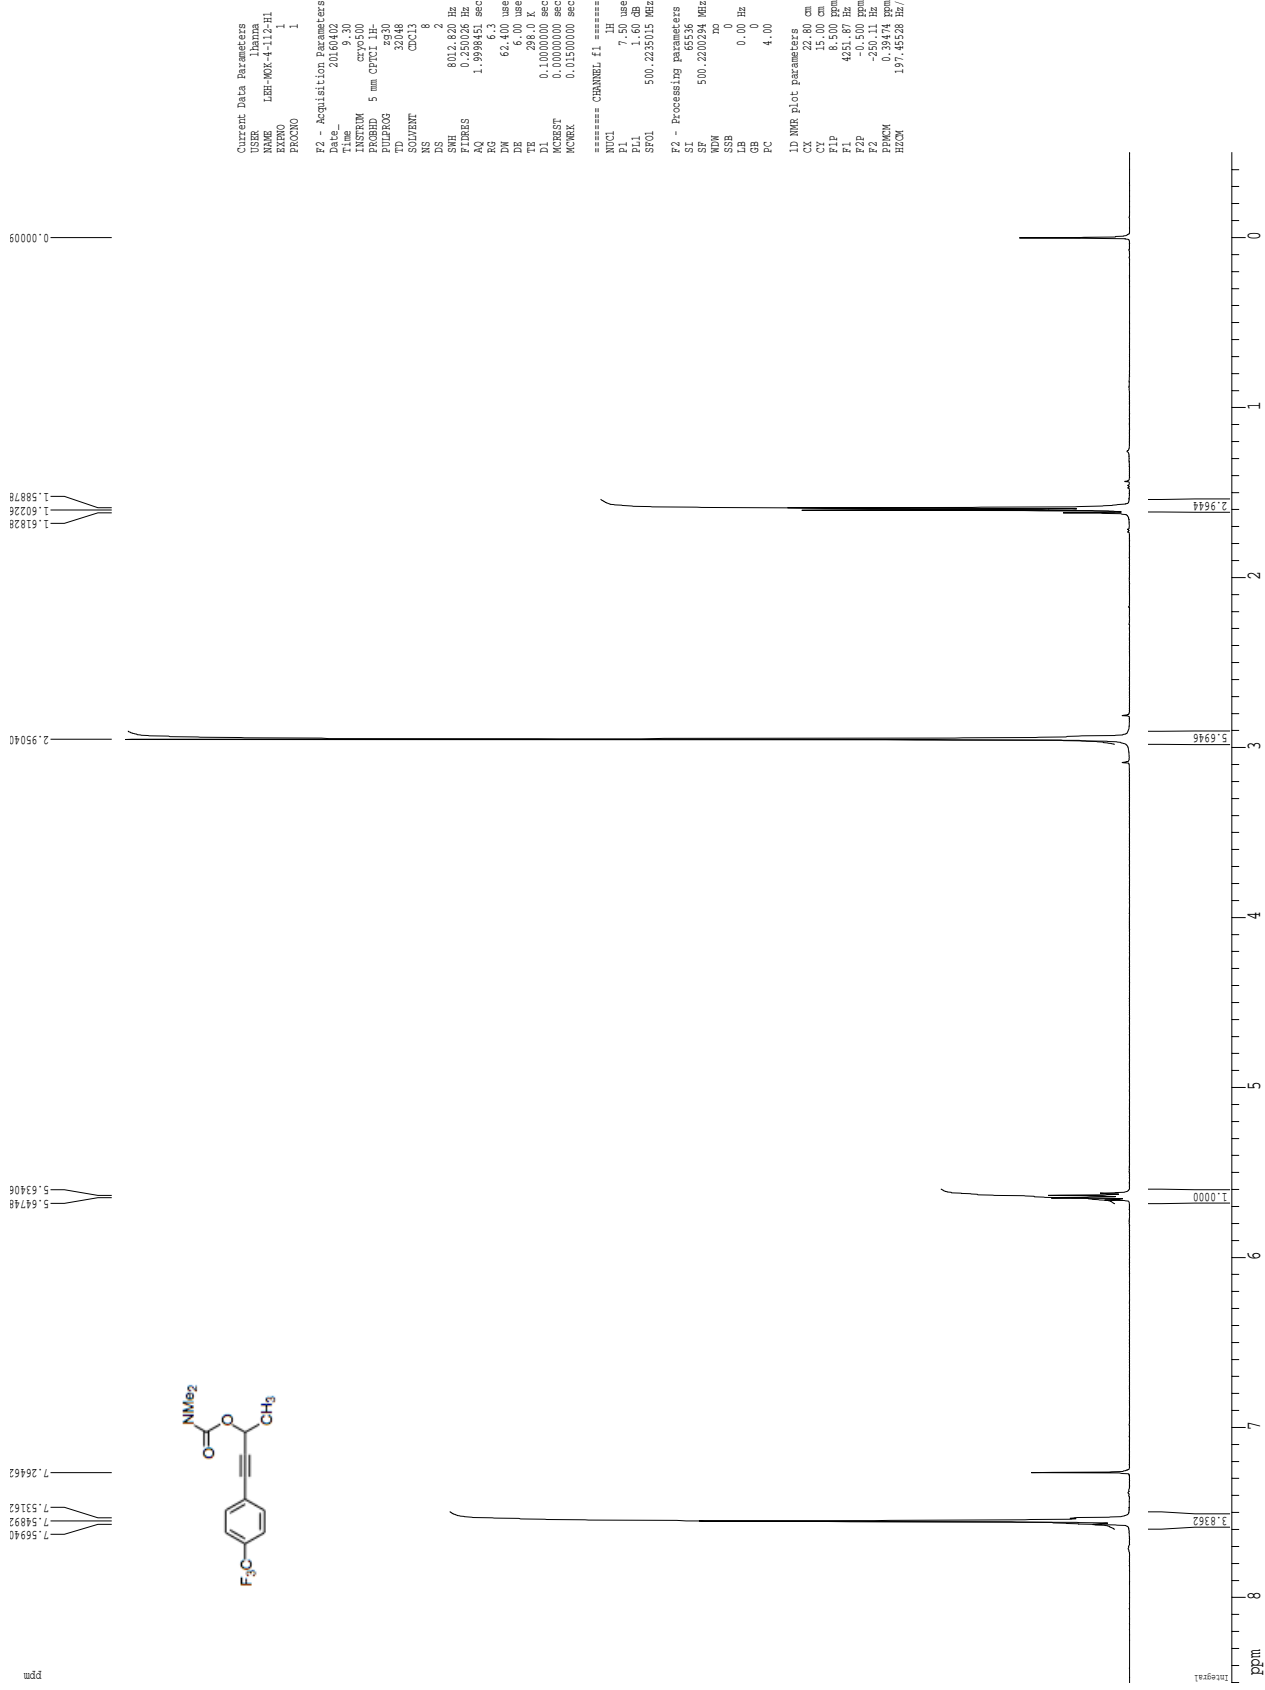 Current Data Parameters
USER lhanna
NAME LEH-MOK-4-112-H1
EXPNO 1
PROCNO 1
F2 - Acquisition Parameters
Date_ 20160402
Time 9.30
INSTRUM cryo500
PROBHD 5 mm CPTCI 1H-
PULPROG zg30
TD 32048
SOLVENT CDCl3
NS 8
DS 2
SWH 8012.820 Hz
FIDRES 0.250026 Hz
AQ 1.9998451 sec
RG 6.3
DW 62.400 use
DE 6.00 use
TE 298.0 K
D1 0.10000000 sec
MCREST 0.00000000 sec
MCWRK 0.01500000 sec
======== CHANNEL f1 ========
NUC1 1H
P1 7.50 use
PL1 1.60 dB
SFO1 500.2235015 MHz
F2 - Processing parameters
SI 65536
SF 500.2200294 MHz
WDW no
SSB 0
LB 0.00 Hz
GB 0
PC 4.00
1D NMR plot parameters
CX 22.80 cm
CY 15.00 cm
F1P 8.500 ppm
F1 4251.87 Hz
F2P -0.500 ppm
F2 -250.11 Hz
PPMCM 0.39474 ppm
HZCM 197.45528 Hz/
ppm
7.56940
7.54892
7.53162
7.26462
5.64748
5.63406
2.95040
1.61828
1.60226
1.58878
0.00009
NMe2
O
O
CH3
F3C
Integral
3.8362
1.0000
5.6946
2.9644
ppm
8
7
6
5
4
3
2
1
0